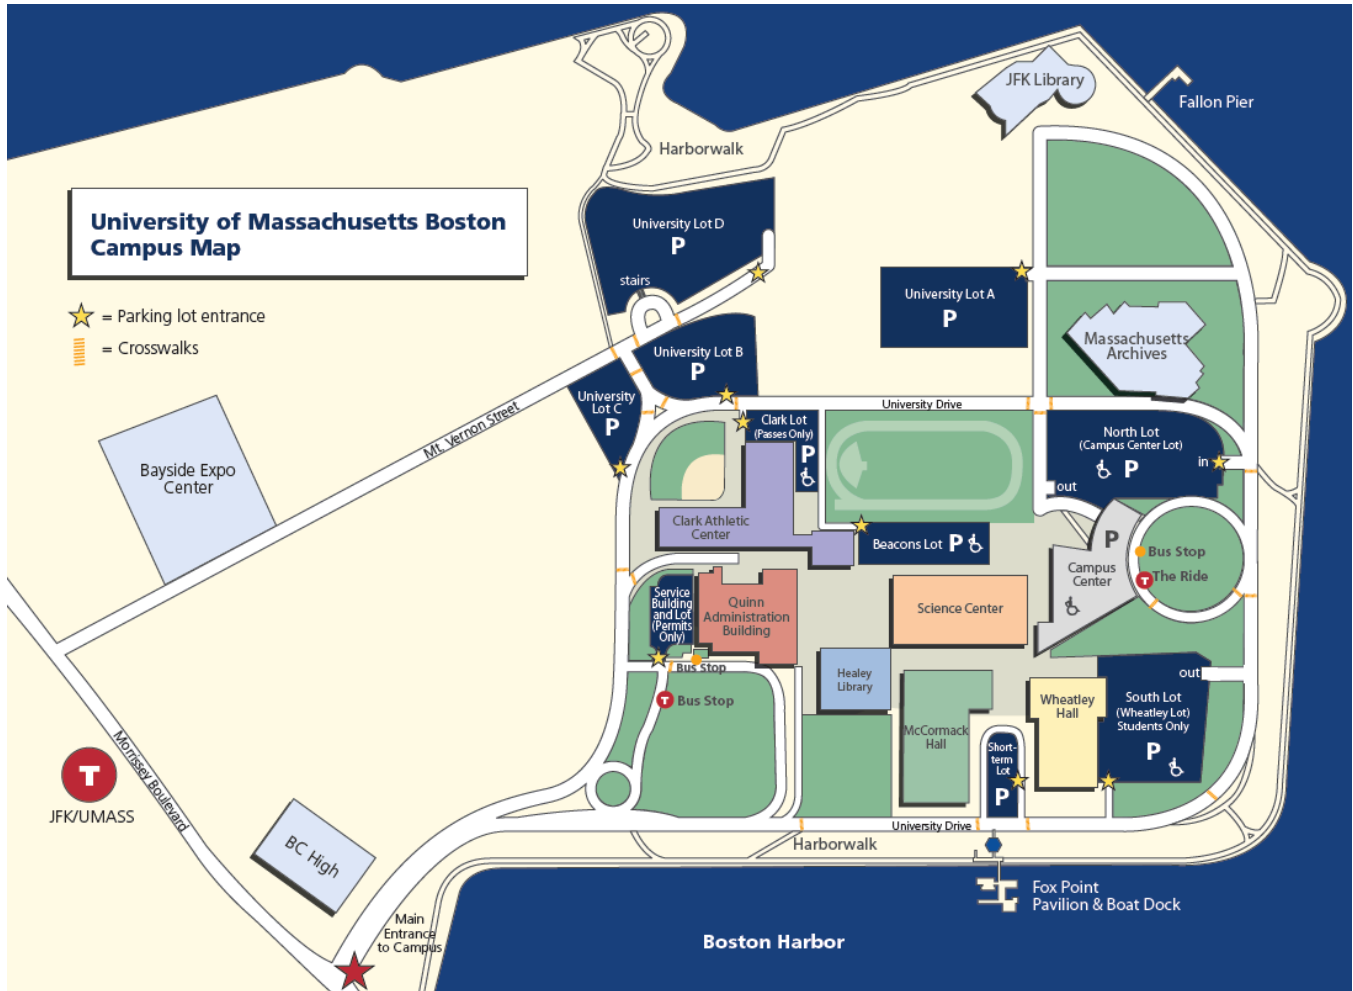 JFK Library
Fallon Pier
Harborwalk
University of Massachusetts Boston
Campus Map
= Parking lot entrance
= Crosswalks
University Lot D
P
stairs
University Lot A
P
University Lot B
P
Massachusetts
Archives
University
Lot C
P
University Drive
Mt. Vernon Street
Clark Lot
(Passes Only)
P
North Lot
(Campus Center Lot)
P
in
out
Bayside Expo
Center
Clark Athletic
Center
Beacons Lot P
P
Campus
Center
Bus Stop
T
The Ride
Service
Building
and Lot
(Permits
Only)
Quinn
Administration
Building
Science Center
Bus Stop
T
Bus Stop
Healey
Library
McCormack
Hall
Wheatley
Hall
out
South Lot
(Wheatley Lot)
Students Only
P
Short-
term
Lot
P
Morrissey Boulevard
T
JFK/UMASS
BC High
University Drive
Harborwalk
Fox Point
Pavilion & Boat Dock
Main
Entrance
to Campus
Boston Harbor